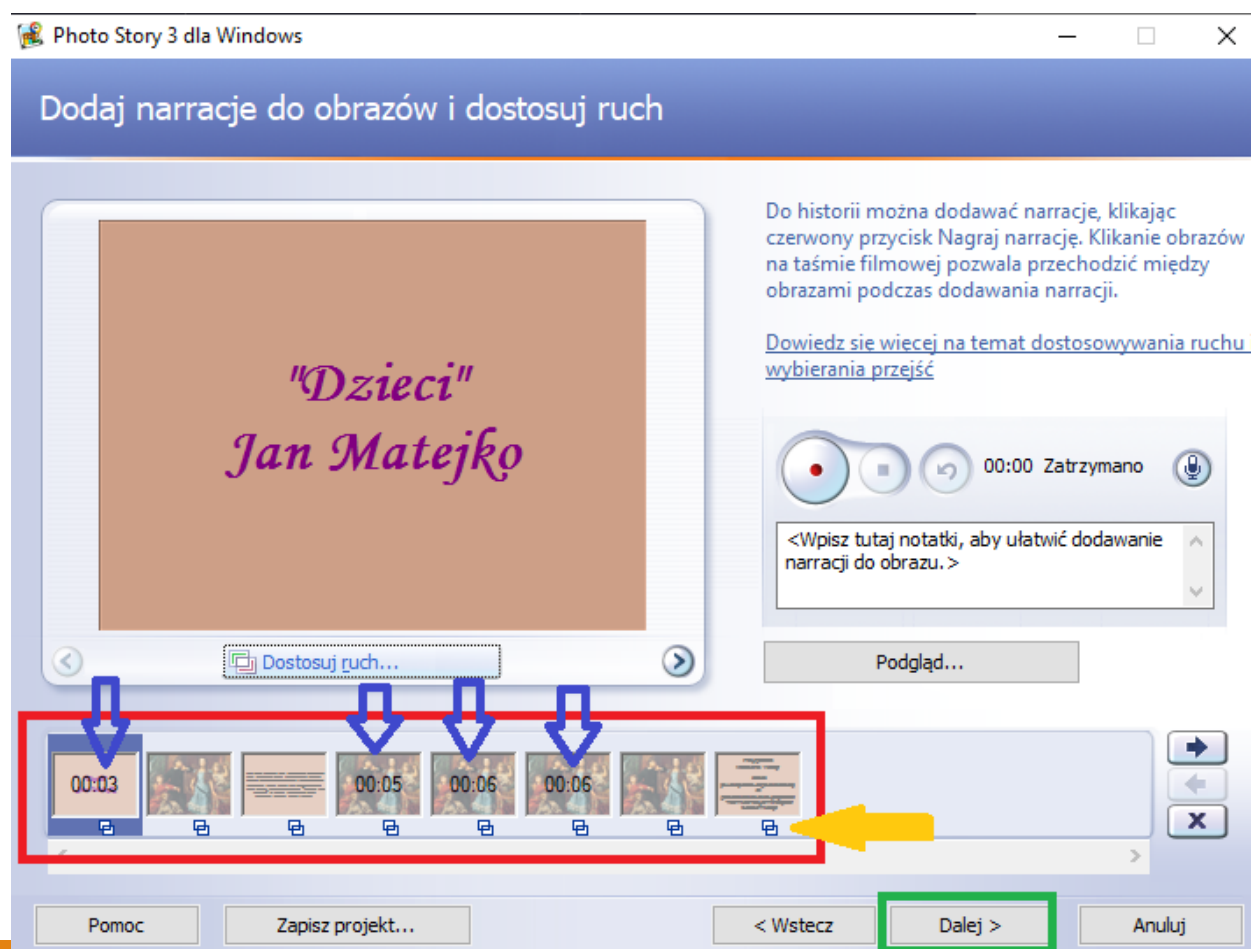 Photo Story 3 dla Windows
Dodaj narracje do obrazów i dostosuj ruch
"Dzieci"
Jan Matejko
Dostosuj ruch...
Do historii można dodawać narracje, klikając
czerwony przycisk Nagraj narrację. Klikanie obrazów
na taśmie filmowej pozwala przechodzić między
obrazami podczas dodawania narracji.
Dowiedz się więcej na temat dostosowywania ruchu i
wybierania przejść
00:00 Zatrzymano
<Wpisz tutaj notatki, aby ułatwić dodawanie
narracji do obrazu.>
Podgląd...
00:03 00:05 00:06 00:06
Pomoc
Zapisz projekt...
< Wstecz
Dalej >
Anuluj